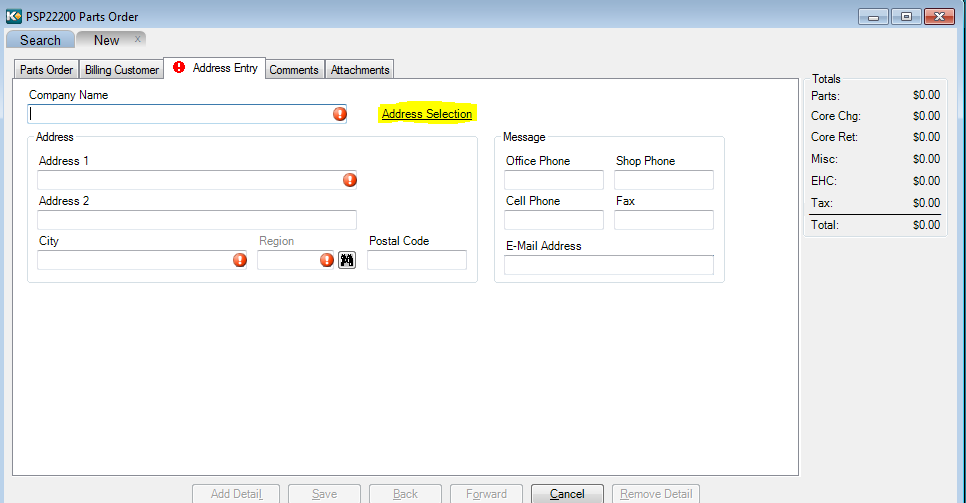 K PSP22200 Parts Order
Search New x
Parts Order Billing Customer Address Entry Comments Attachments
Company Name
Address Selection
Address
Address 1
Address 2
City Region Postal Code
Message
Office Phone Shop Phone
Cell Phone Fax
E-Mail Address
Totals
Parts: $0.00
Core Chg: $0.00
Core Ret: $0.00
Misc: $0.00
EHC: $0.00
Tax: $0.00
Total: $0.00
Add Detail Save Back Forward Cancel Remove Detail